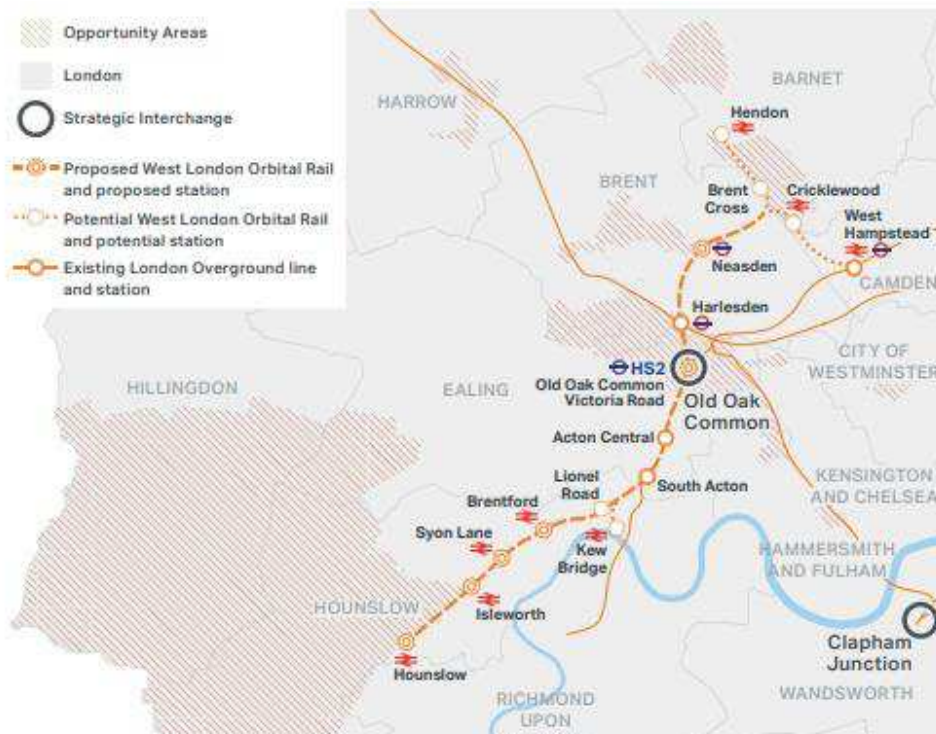 Opportunity Areas
London
Strategic Interchange
Proposed West London Orbital Rail
and proposed station
Potential West London Orbital Rail
and potential station
Existing London Overground line
and station
HARROW
BARNET
Hendon
BRENT
Brent
Cross
Cricklewood
West
Hampstead
Neasden
CAMDEN
Harlesden
CITY OF
WESTMINSTER
HS2
Old Oak Common
Victoria Road
Old Oak
Common
HILLINGDON
EALING
Acton Central
Lionel
Road
South Acton
KENSINGTON
AND CHELSEA
Brentford
Syon Lane
Kew
Bridge
HAMMERSMITH
AND FULHAM
HOUNSLOW
Isleworth
Hounslow
Clapham
Junction
RICHMOND
UPON
WANDSWORTH